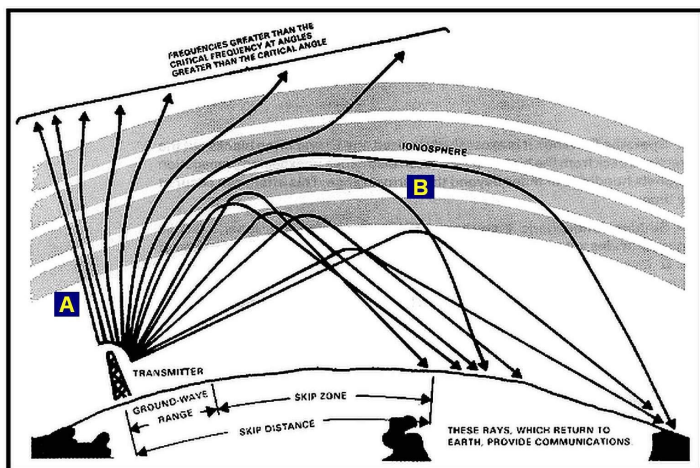 FREQUENCIES GREATER THAN THE
CRITICAL FREQUENCY AT ANGLES
GREATER THAN THE CRITICAL ANGLE
IONOSPHERE
B
A
TRANSMITTER
GROUND-WAVE
RANGE
SKIP ZONE
SKIP DISTANCE
THESE RAYS, WHICH RETURN TO
EARTH, PROVIDE COMMUNICATIONS.